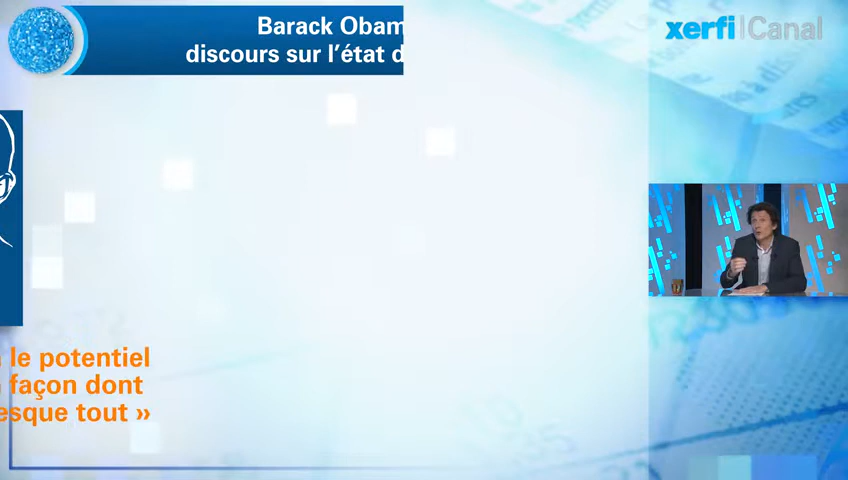 Barack Obam
discours sur l'état d
xerfi Canal
le potentiel
façon dont
esque tout »